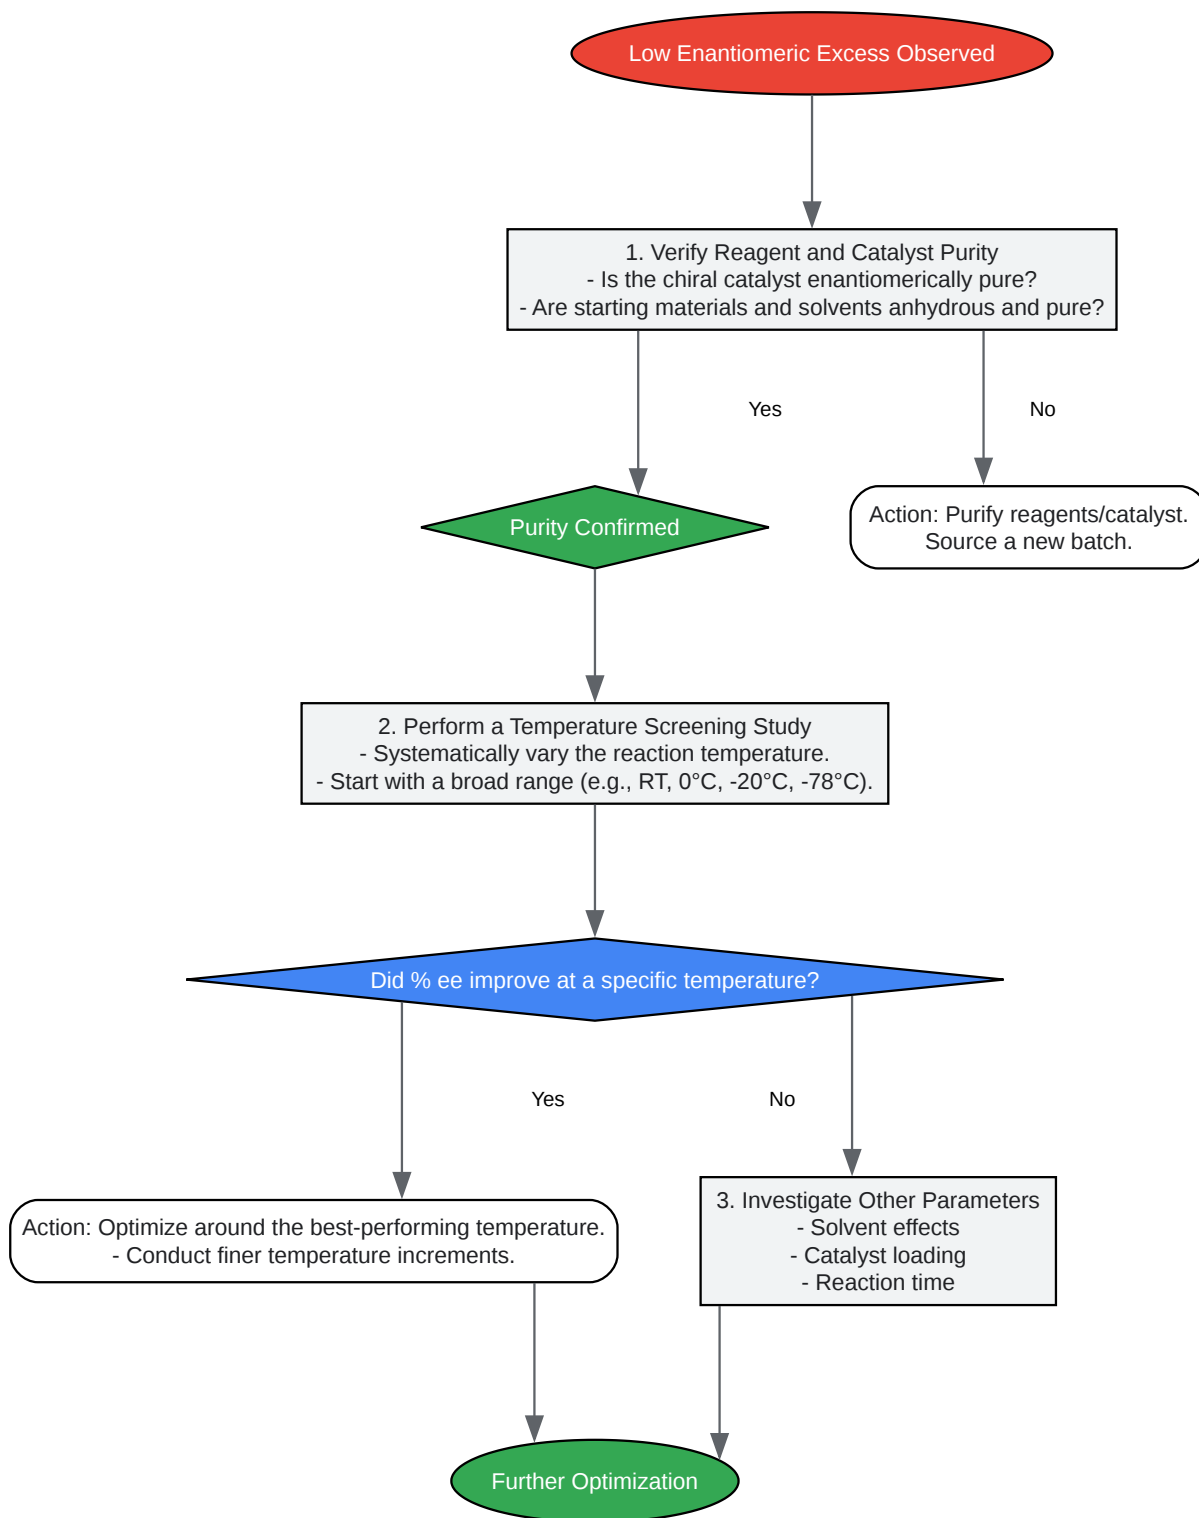 Low Enantiomeric Excess Observed
1. Verify Reagent and Catalyst Purity
- Is the chiral catalyst enantiomerically pure?
- Are starting materials and solvents anhydrous and pure?
Yes
No
Purity Confirmed
Action: Purify reagents/catalyst.
Source a new batch.
2. Perform a Temperature Screening Study
- Systematically vary the reaction temperature.
- Start with a broad range (e.g., RT, 0°C, -20°C, -78°C).
Did % ee improve at a specific temperature?
Yes
No
Action: Optimize around the best-performing temperature.
- Conduct finer temperature increments.
3. Investigate Other Parameters
- Solvent effects
- Catalyst loading
- Reaction time
Further Optimization